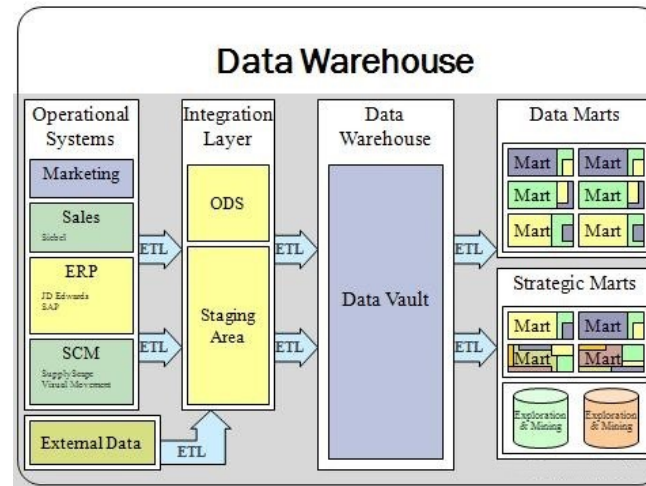 Data Warehouse
Operational
Systems
Marketing
Sales
Siebel
ERP
JD Edwards
SAP
SCM
SupplyScape
Visual Movement
External Data
ETL
ETL
ETL
Integration
Layer
ODS
Staging
Area
ETL
ETL
Data
Warehouse
Data Vault
ETL
ETL
Data Marts
Mart
Mart
Mart
Mart
Mart
Mart
Strategic Marts
Mart
Mart
Mart
Mart
Exploration
& Mining
Exploration
& Mining